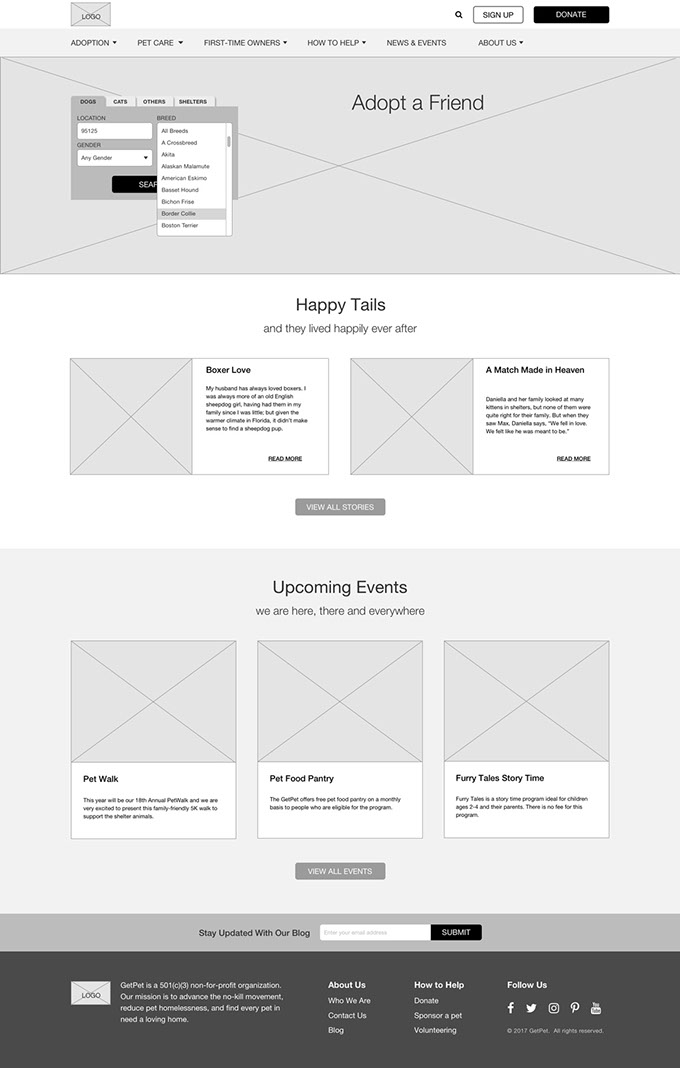 LOGO
SIGN UP
DONATE
ADOPTION
PET CARE
FIRST-TIME OWNERS
HOW TO HELP
NEWS & EVENTS
ABOUT US
Adopt a Friend
DOGS
CATS
OTHERS
SHELTERS
LOCATION
95125
GENDER
Any Gender
SEAR
BREED
All Breeds
A Crossbreed
Akita
Alaskan Malamute
American Eskimo
Basset Hound
Bichon Frise
Border Collie
Boston Terrier
Happy Tails
and they lived happily ever after
Boxer Love
My husband has always loved boxers. I
was always more of an old English
sheepdog girl, having had them in my
family since I was little; but given the
warmer climate in Florida, it didn't make
sense to find a sheepdog pup.
READ MORE
A Match Made in Heaven
Daniella and her family looked at many
kittens in shelters, but none of them were
quite right for their family. But when they
saw Max, Daniella says, "We fell in love.
We felt like he was meant to be."
READ MORE
VIEW ALL STORIES
Upcoming Events
we are here, there and everywhere
Pet Walk
This year will be our 18th Annual PetWalk and we are
very excited to present this family-friendly 5K walk to
support the shelter animals.
Pet Food Pantry
The GetPet offers free pet food pantry on a monthly
basis to people who are eligible for the program.
Furry Tales Story Time
Furry Tales is a story time program ideal for children
ages 2-4 and their parents. There is no fee for this
program.
VIEW ALL EVENTS
Stay Updated With Our Blog
Enter your email address
SUBMIT
LOGO
GetPet is a 501(c)(3) non-for-profit organization.
Our mission is to advance the no-kill movement,
reduce pet homelessness, and find every pet in
need a loving home.
About Us
Who We Are
Contact Us
Blog
How to Help
Donate
Sponsor a pet
Volunteering
Follow Us
You Tube
© 2017 GetPet. All rights reserved.